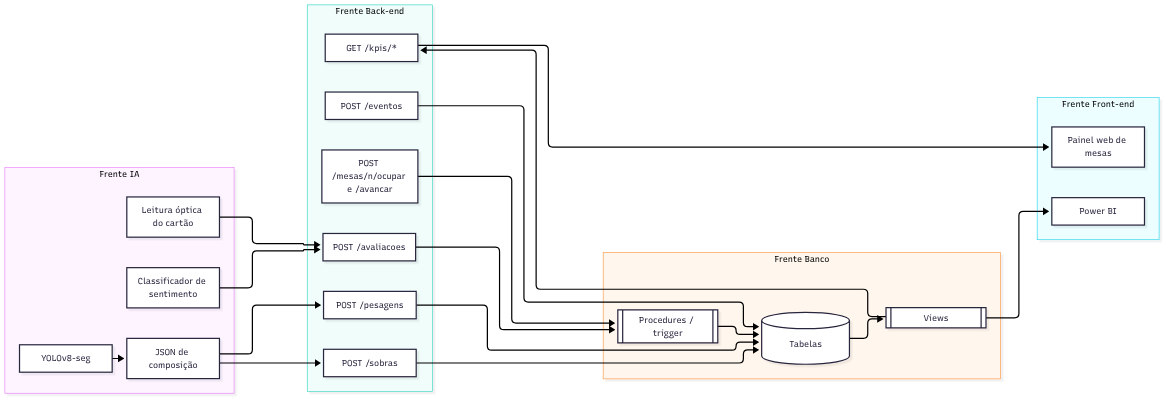 Frente Back-end
GET /kpis/*
POST /eventos
POST
/mesas/n/ocupar
e /avancar
POST /avaliacoes
POST /pesagens
POST /sobras
Frente IA
Leitura óptica
do cartão
Classificador de
sentimento
YOLOv8-seg
JSON de
composição
Frente Banco
Procedures /
trigger
Tabelas
Views
Frente Front-end
Painel web de
mesas
Power BI